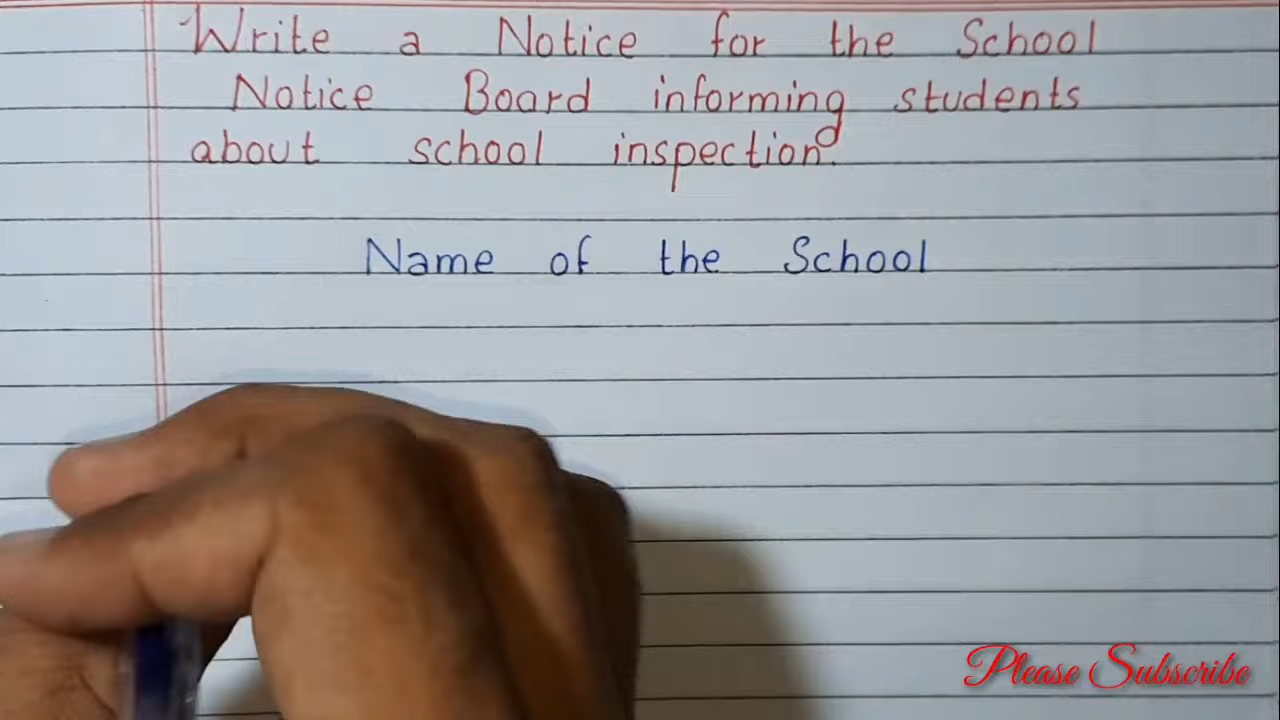 Write a Notice for the School
Notice Board informing students
about school inspection.
Name of the School
Please Subscribe